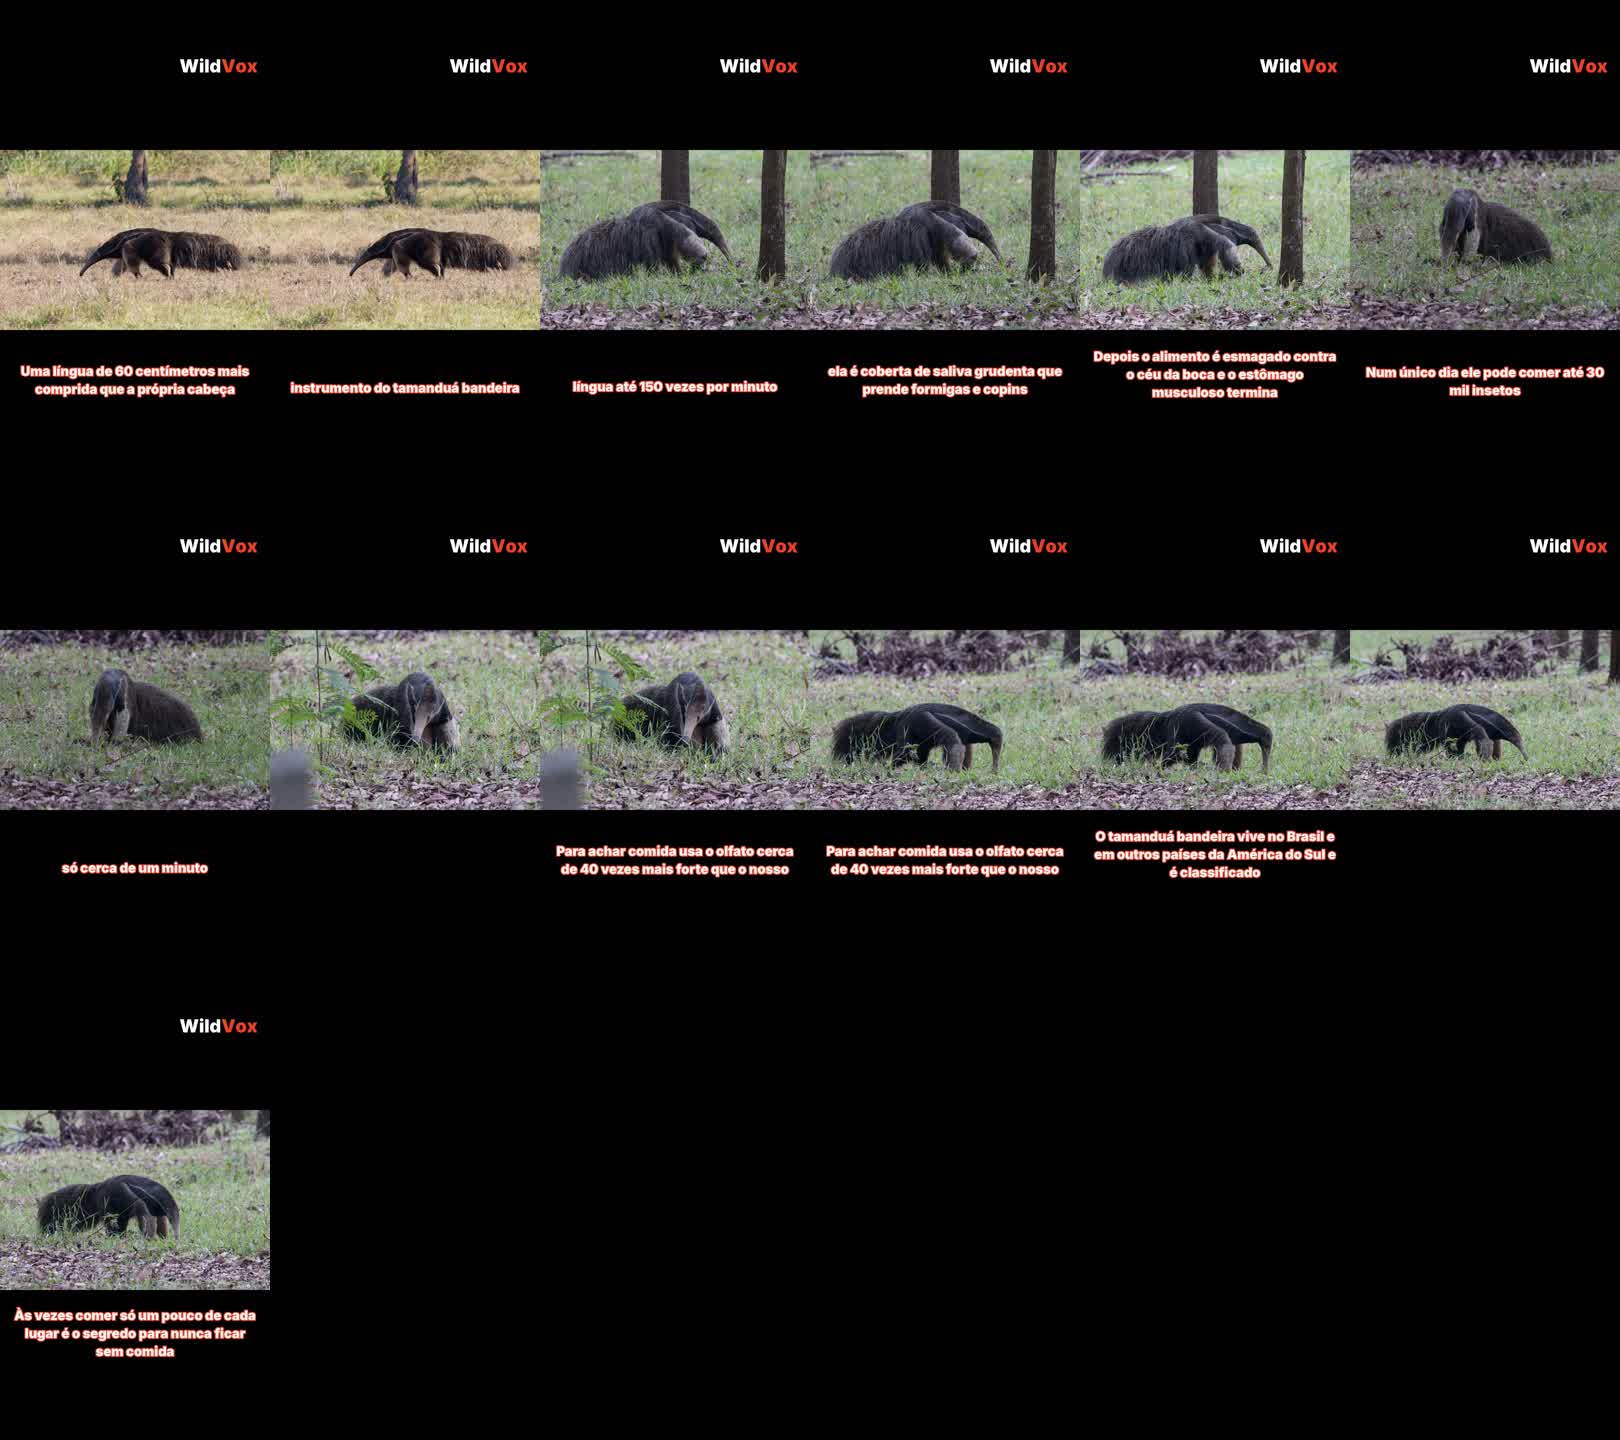 WildVox
WildVox
WildVox
WildVox
WildVox
WildVox
Uma língua de 60 centímetros mais
comprida que a própria cabeça
instrumento do tamanduá bandeira
língua até 150 vezes por minuto
ela é coberta de saliva grudenta que
prende formigas e copins
Depois o alimento é esmagado contra
o céu da boca e o estômago
musculoso termina
Num único dia ele pode comer até 30
mil insetos
WildVox
WildVox
WildVox
WildVox
WildVox
WildVox
só cerca de um minuto
Para achar comida usa o olfato cerca
de 40 vezes mais forte que o nosso
Para achar comida usa o olfato cerca
de 40 vezes mais forte que o nosso
O tamanduá bandeira vive no Brasil e
em outros países da América do Sul e
é classificado
WildVox
Às vezes comer só um pouco de cada
lugar é o segredo para nunca ficar
sem comida